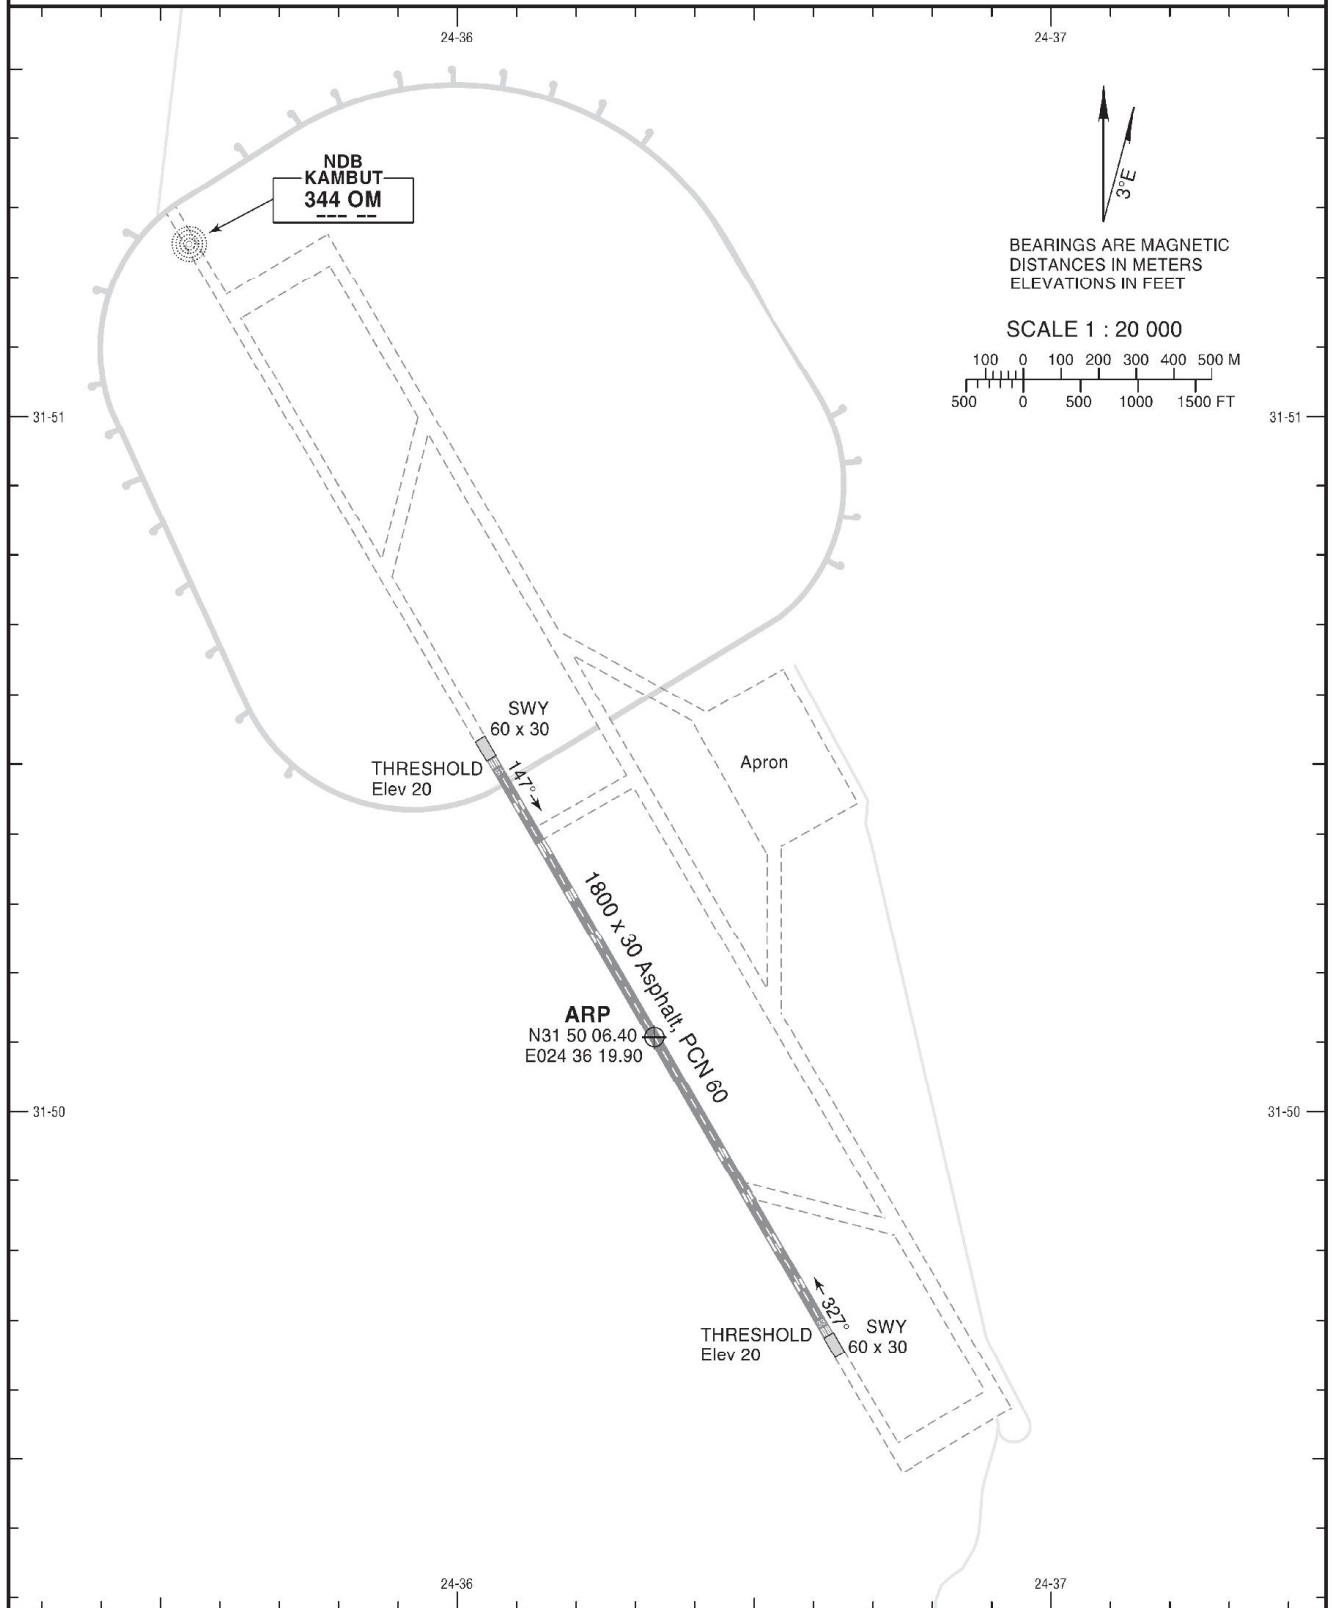 24-36
24-37
NDB
KAMBUT
344 OM
3°E
BEARINGS ARE MAGNETIC
DISTANCES IN METERS
ELEVATIONS IN FEET
SCALE 1 : 20 000
100 0 100 200 300 400 500 M
500 0 500 1000 1500 FT
31-51
31-51
SWY
60 x 30
THRESHOLD
Elev 20
147°
Apron
1800 x 30 Asphalt, PCN 60
ARP
N31 50 06.40
E024 36 19.90
31-50
31-50
327°
SWY
60 x 30
THRESHOLD
Elev 20
24-36
24-37